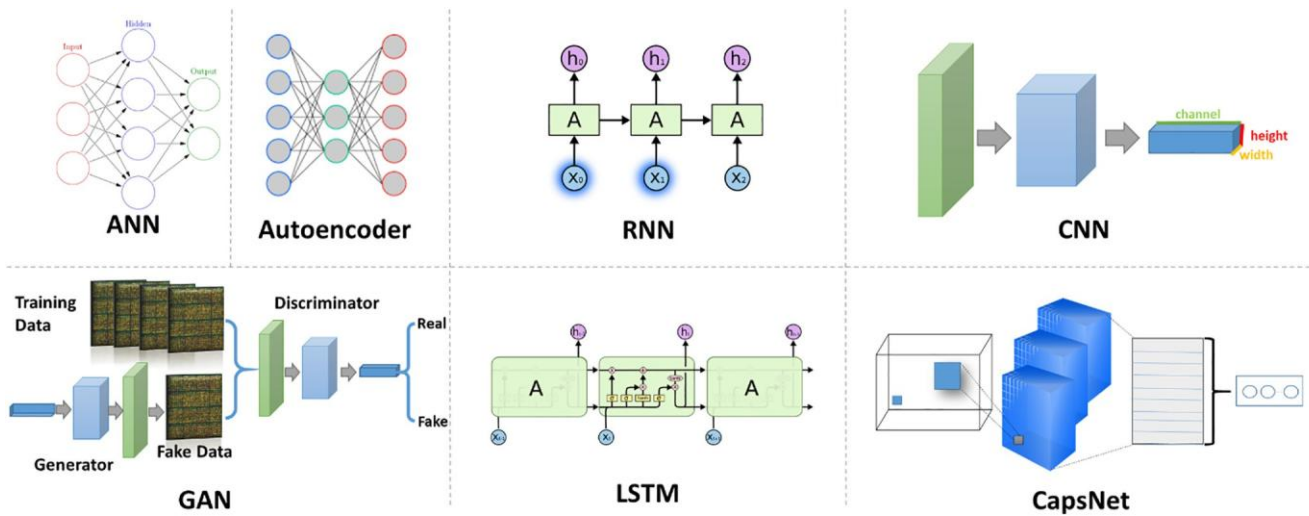 Input
Hidden
Output
ANN
Autoencoder
h₀
h₁
h₂
A
A
A
X₀
X₁
X₂
RNN
channel
height
width
CNN
Training
Data
Discriminator
Real
Fake
Generator
Fake Data
GAN
A
A
LSTM
CapsNet